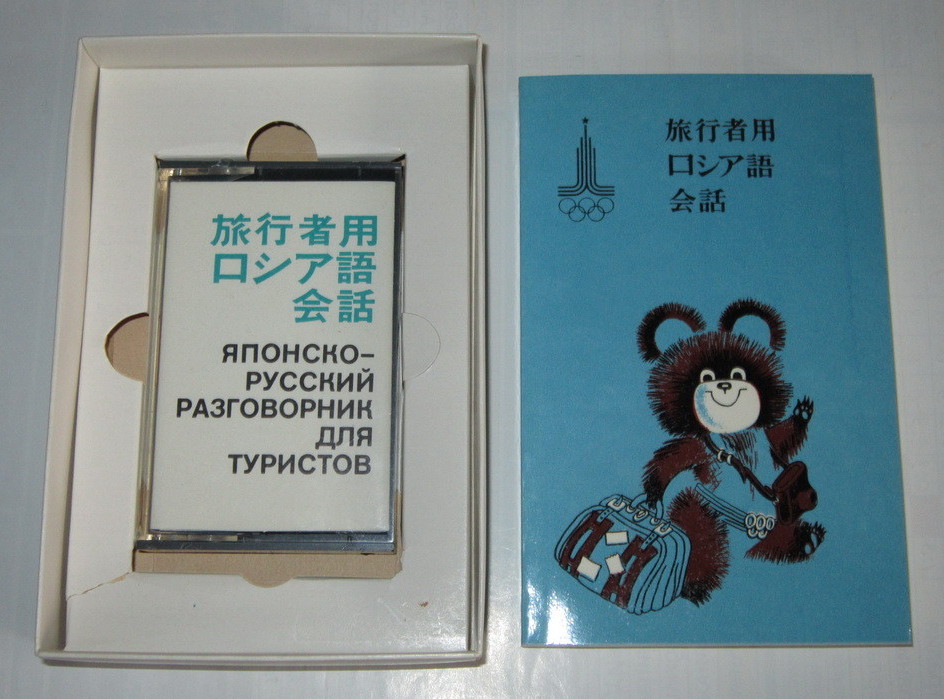 旅行者用
ロシア語
会話
ЯПОНСКО-
РУССКИЙ
РАЗГОВОРНИК
ДЛЯ
ТУРИСТОВ
旅行者用
ロシア語
会話